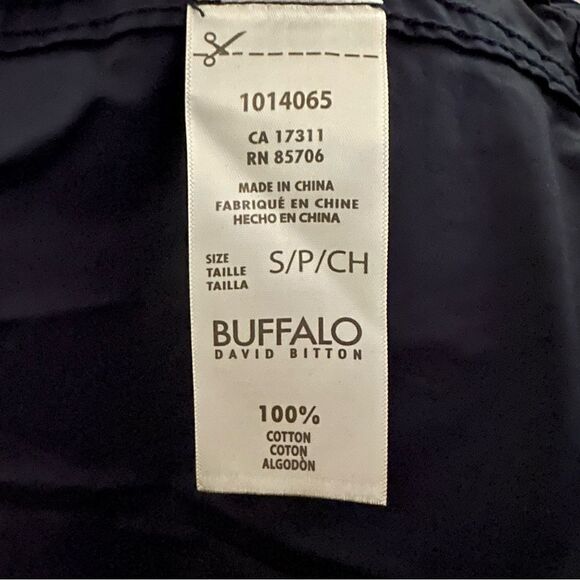 1014065
CA 17311
RN 85706
MADE IN CHINA
FABRIQUÉ EN CHINE
HECHO EN CHINA
SIZE
TAILLE
TAILLA
S/P/CH
BUFFALO
DAVID BITTON
100%
COTTON
COTON
ALGODÒN